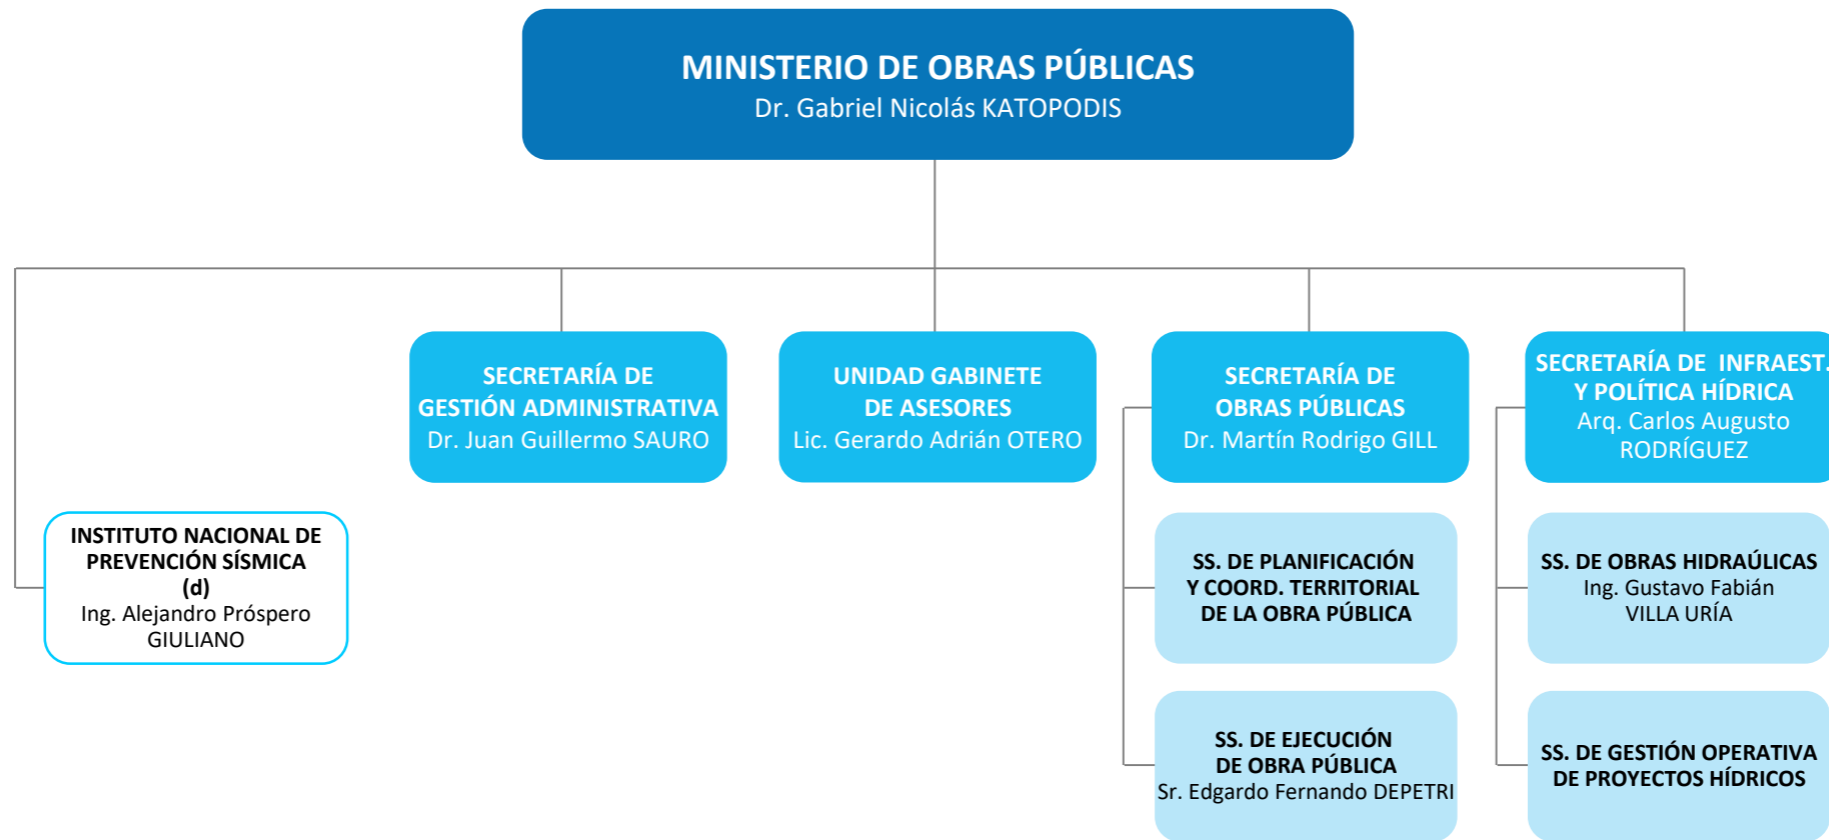 MINISTERIO DE OBRAS PÚBLICAS
Dr. Gabriel Nicolás KATOPODIS
SECRETARÍA DE
GESTIÓN ADMINISTRATIVA
Dr. Juan Guillermo SAURO
UNIDAD GABINETE
DE ASESORES
Lic. Gerardo Adrián OTERO
SECRETARÍA DE
OBRAS PÚBLICAS
Dr. Martín Rodrigo GILL
SECRETARÍA DE INFRAEST.
Y POLÍTICA HÍDRICA
Arq. Carlos Augusto
RODRÍGUEZ
INSTITUTO NACIONAL DE
PREVENCIÓN SÍSMICA
(d)
Ing. Alejandro Próspero
GIULIANO
SS. DE PLANIFICACIÓN
Y COORD. TERRITORIAL
DE LA OBRA PÚBLICA
SS. DE OBRAS HIDRAÚLICAS
Ing. Gustavo Fabián
VILLA URÍA
SS. DE EJECUCIÓN
DE OBRA PÚBLICA
Sr. Edgardo Fernando DEPETRI
SS. DE GESTIÓN OPERATIVA
DE PROYECTOS HÍDRICOS